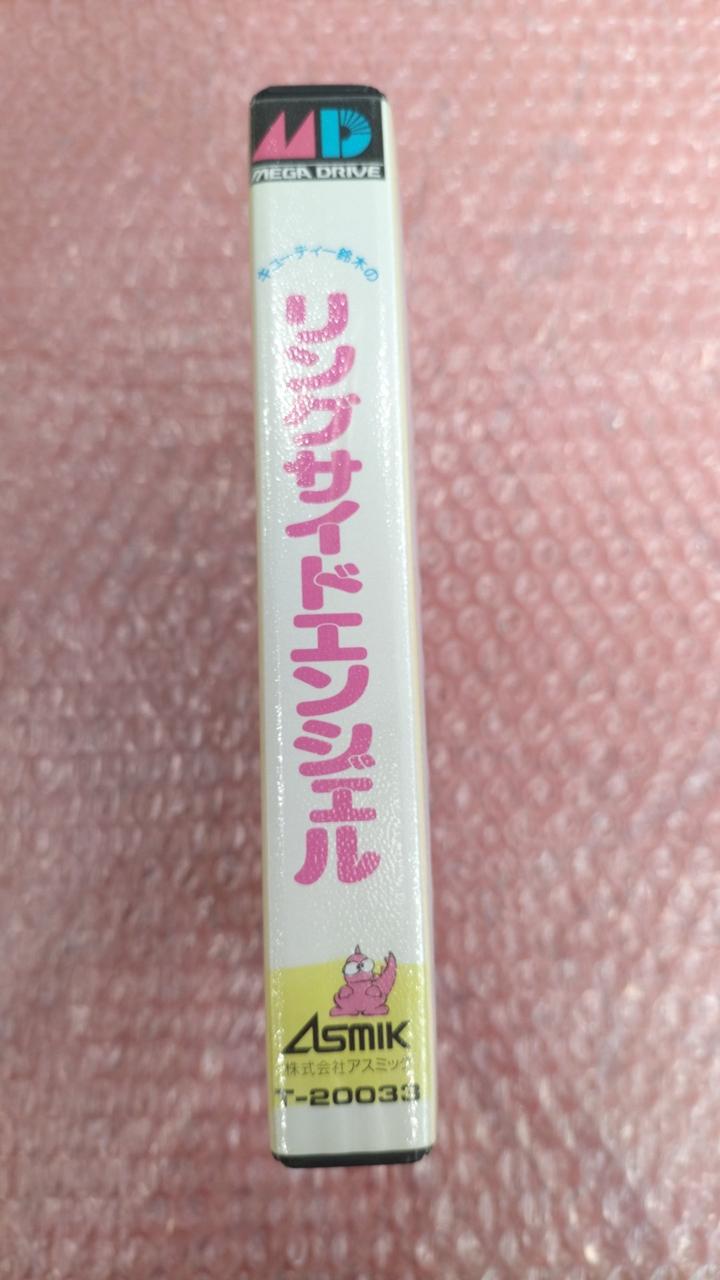 MD
MEGA DRIVE
キューティー鈴木の
リングサイドエンジェル
ASMIK
株式会社アスミック
T-20033